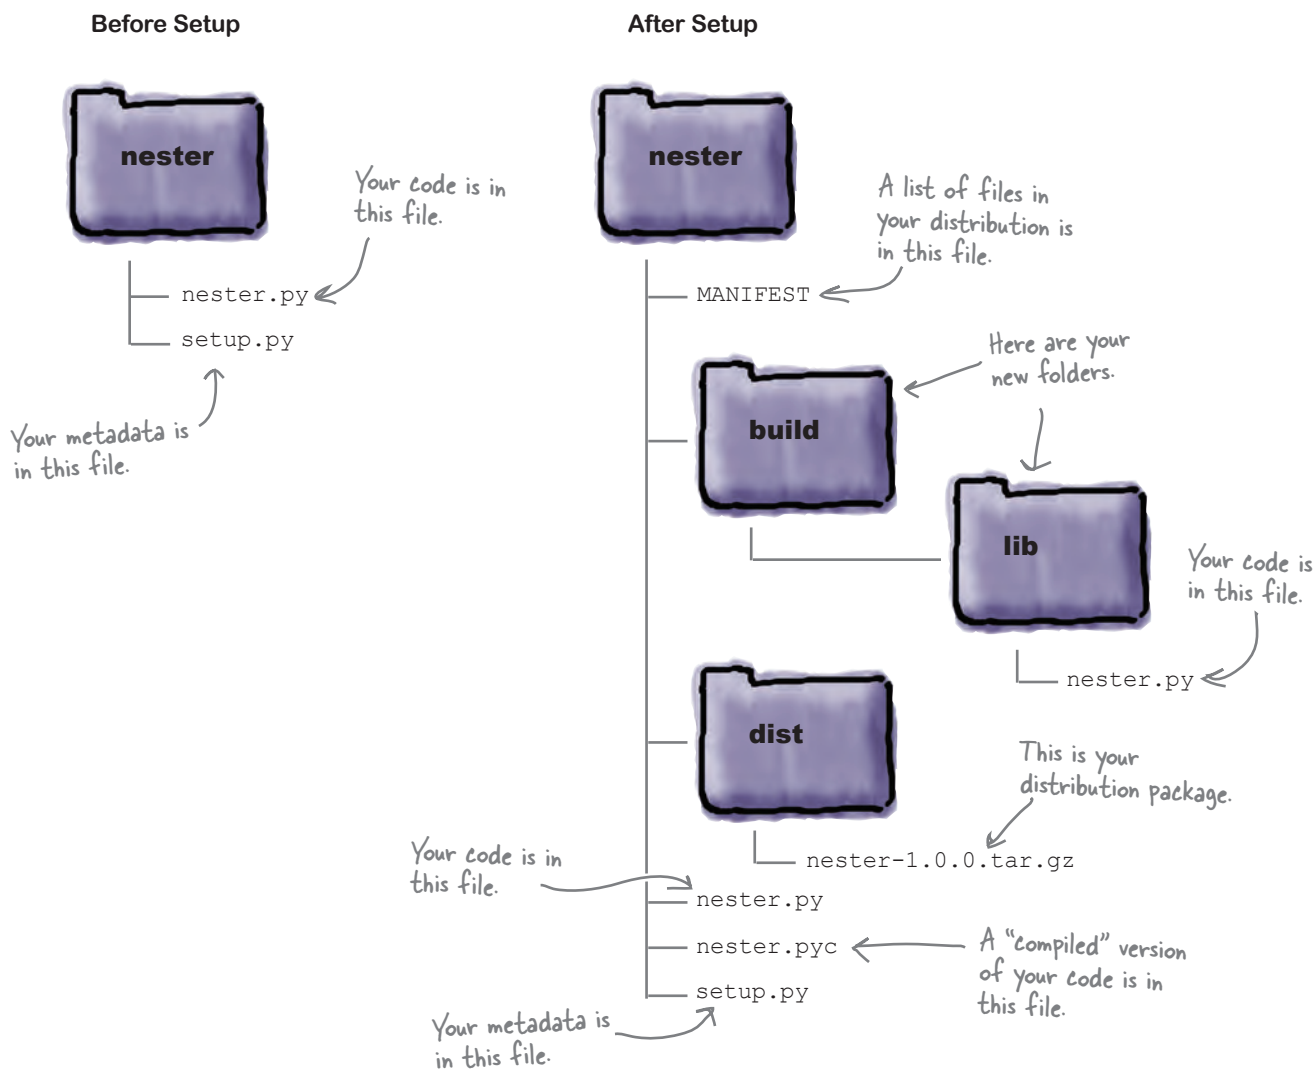 Before Setup
nester
Your code is in
this file.
nester.py
setup.py
Your metadata is
in this file.
After Setup
nester
A list of files in
your distribution is
in this file.
MANIFEST
Here are your
new folders.
build
lib
Your code is
in this file.
nester.py
dist
This is your
distribution package.
nester-1.0.0.tar.gz
Your code is in
this file.
nester.py
nester.pyc
A “compiled” version
of your code is in
this file.
setup.py
Your metadata is
in this file.